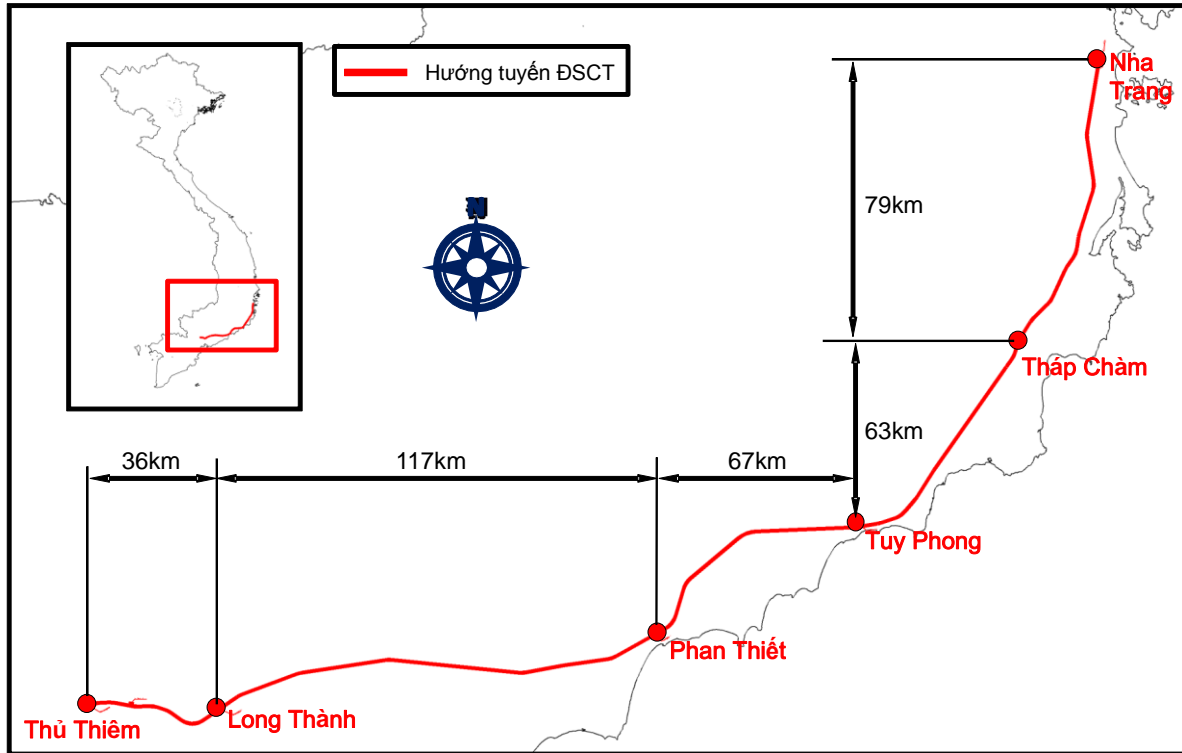 Hướng tuyến ĐSCT
N
Nha
Trang
79km
Tháp Chàm
63km
36km
117km
67km
Tuy Phong
Phan Thiết
Thủ Thiêm
Long Thành